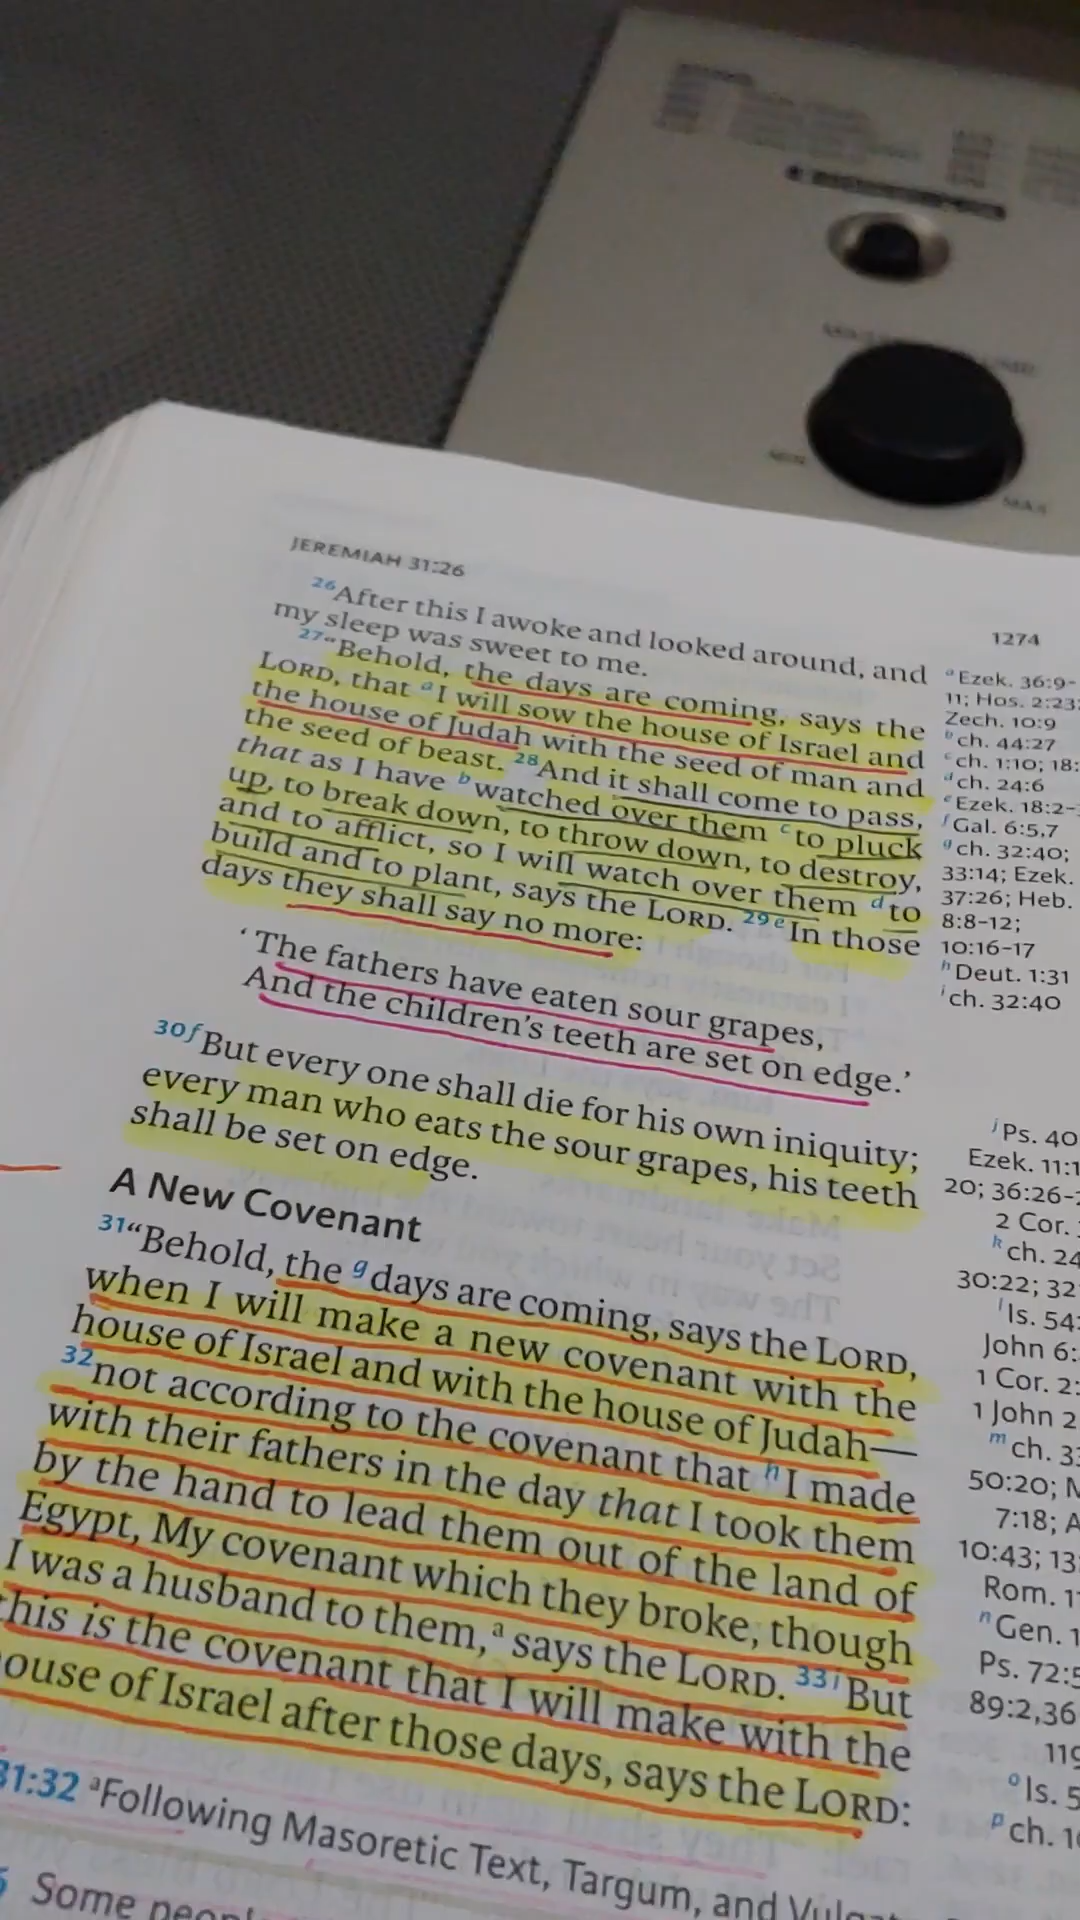 MIN
MAX
JEREMIAH 31:26
1274
26After this I awoke and looked around, and
my sleep was sweet to me.
27“Behold, the days are coming, says the
LORD, that aI will sow the house of Israel and
the house of Judah with the seed of man and
the seed of beast. 28And it shall come to pass,
that as I have bwatched over them cto pluck
up, to break down, to throw down, to destroy,
and to afflict, so I will watch over them dto
build and to plant, says the LORD. 29eIn those
days they shall say no more:
‘The fathers have eaten sour grapes,
And the children’s teeth are set on edge.’
30fBut every one shall die for his own iniquity;
every man who eats the sour grapes, his teeth
shall be set on edge.
A New Covenant
31“Behold, the gdays are coming, says the LORD,
when I will make a new covenant with the
house of Israel and with the house of Judah—
32not according to the covenant that hI made
with their fathers in the day that I took them
by the hand to lead them out of the land of
Egypt, My covenant which they broke, though
I was a husband to them,a says the LORD. 33iBut
this is the covenant that I will make with the
ouse of Israel after those days, says the LORD:
31:32 aFollowing Masoretic Text, Targum, and
Some
aEzek. 36:9-
11; Hos. 2:23;
Zech. 10:9
bch. 44:27
cch. 1:10; 18:
dch. 24:6
eEzek. 18:2-
fGal. 6:5,7
gch. 32:40;
33:14; Ezek.
37:26; Heb.
8:8-12;
10:16-17
hDeut. 1:31
ich. 32:40
jPs. 40
Ezek. 11:1
20; 36:26-
2 Cor.
kch. 24
30:22; 32
lIs. 54:
John 6:
1 Cor. 2:
1 John 2
mch. 33
50:20; M
7:18; A
10:43; 13
Rom. 1
nGen. 1
Ps. 72:5
89:2,36
119
oIs. 5
pch. 1